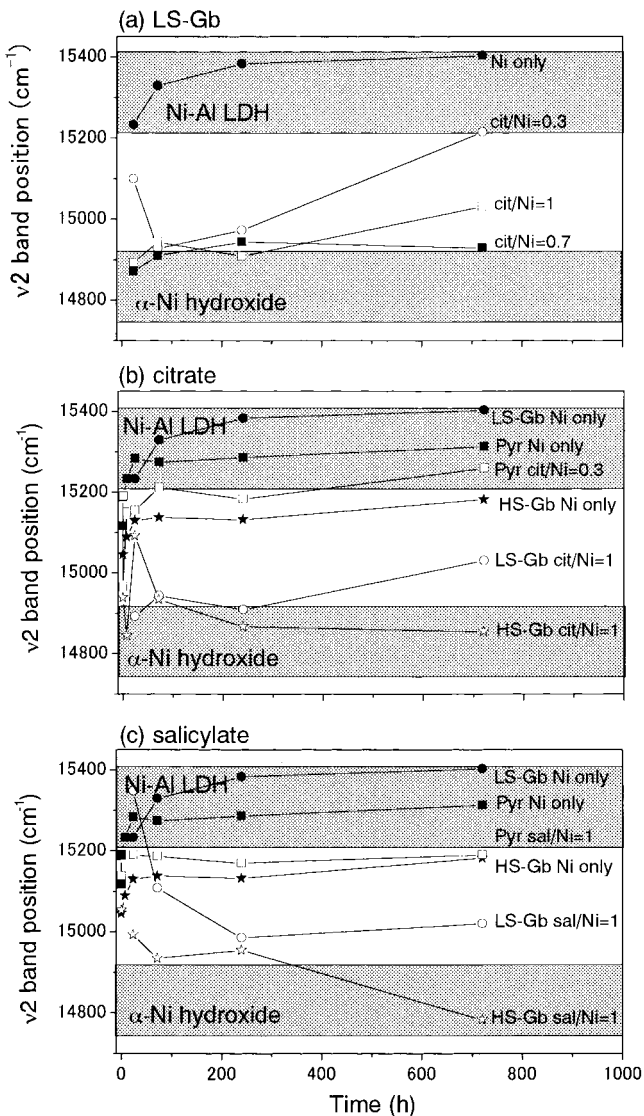 (a) LS-Gb
15400
Ni only
Ni-Al LDH
15200
cit/Ni=0.3
cit/Ni=1
15000
cit/Ni=0.7
14800
α-Ni hydroxide
ν2 band position (cm⁻¹)
(b) citrate
15400
Ni-Al LDH
LS-Gb Ni only
Pyr Ni only
Pyr cit/Ni=0.3
15200
HS-Gb Ni only
LS-Gb cit/Ni=1
15000
HS-Gb cit/Ni=1
14800
α-Ni hydroxide
ν2 band position (cm⁻¹)
(c) salicylate
15400
Ni-Al LDH
LS-Gb Ni only
Pyr Ni only
Pyr sal/Ni=1
15200
HS-Gb Ni only
LS-Gb sal/Ni=1
15000
14800
α-Ni hydroxide
HS-Gb sal/Ni=1
ν2 band position (cm⁻¹)
0 200 400 600 800 1000
Time (h)